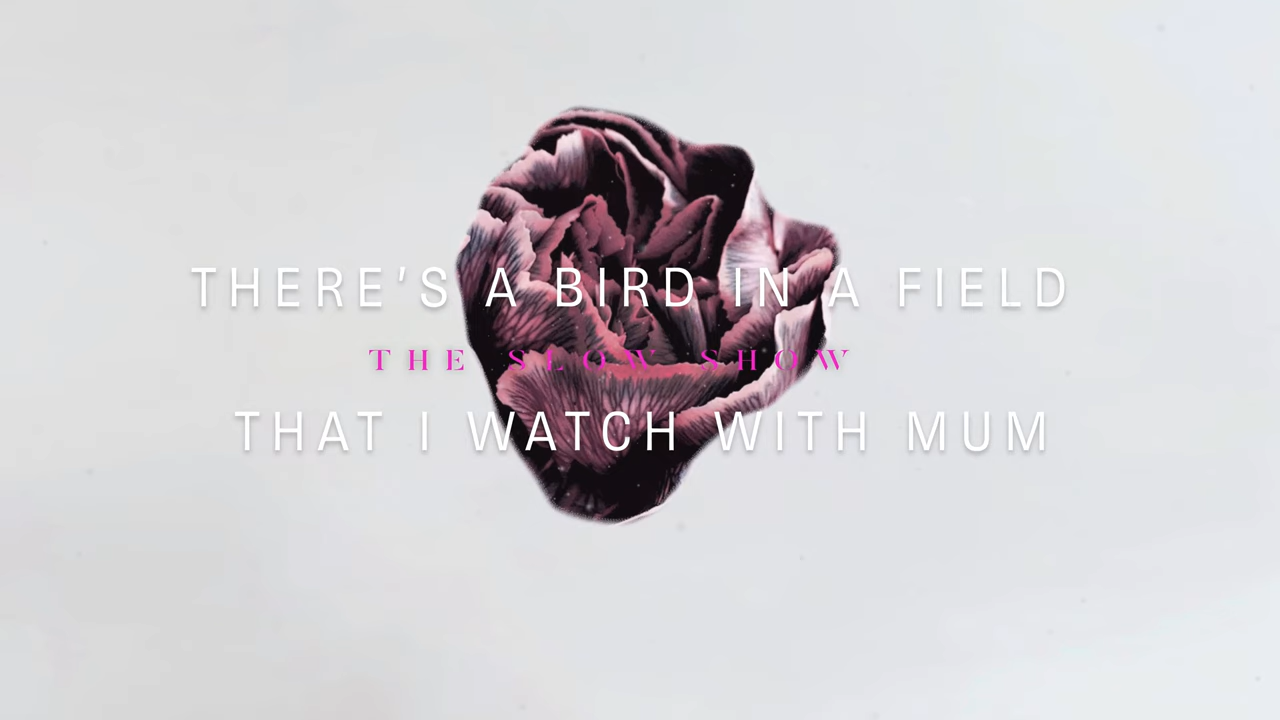 THERE'S A BIRD IN A FIELD
THE SLOW SHOW
THAT I WATCH WITH MUM